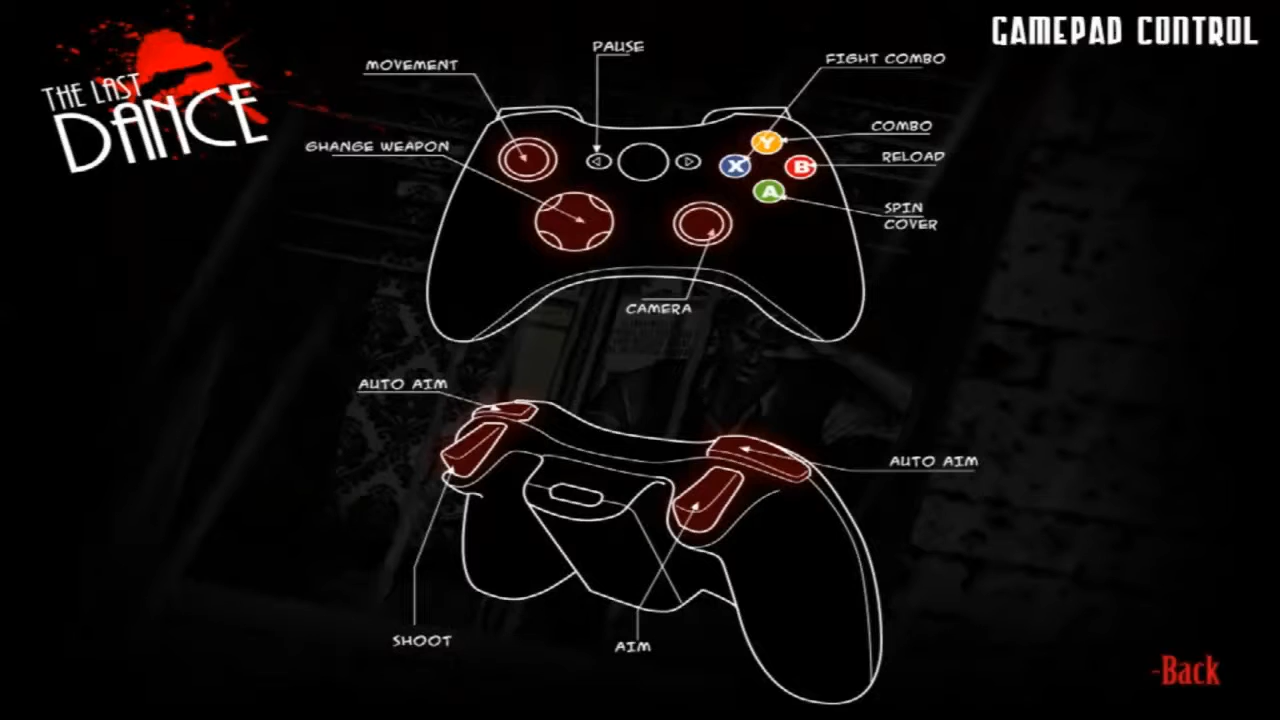 GAMEPAD CONTROL
THE LAST
DANCE
PAUSE
MOVEMENT
FIGHT COMBO
CHANGE WEAPON
Y
COMBO
X
B
RELOAD
A
SPIN
COVER
CAMERA
AUTO AIM
AUTO AIM
SHOOT
AIM
-Back